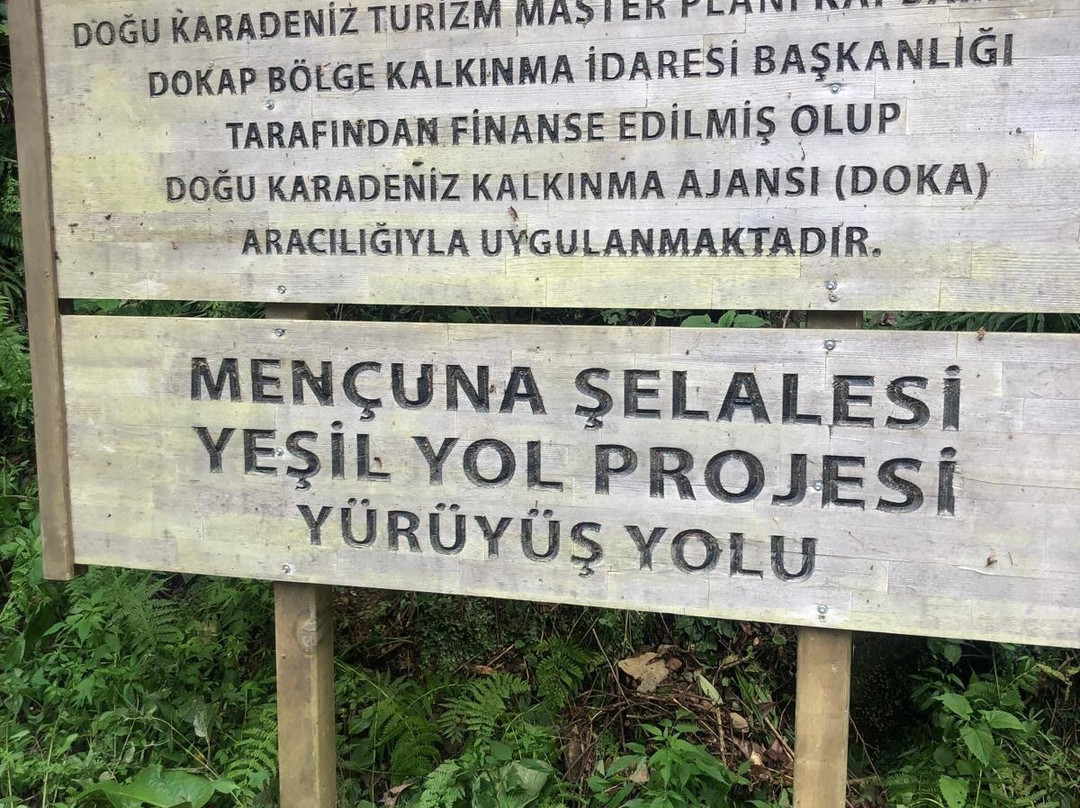 DOĞU KARADENİZ TURİZM MASTER PLANI
DOKAP BÖLGE KALKINMA İDARESİ BAŞKANLIĞI
TARAFINDAN FİNANSE EDİLMİŞ OLUP
DOĞU KARADENİZ KALKINMA AJANSI (DOKA)
ARACILIĞIYLA UYGULANMAKTADIR.
MENÇUNA ŞELALESİ
YEŞİL YOL PROJESİ
YÜRÜYÜŞ YOLU